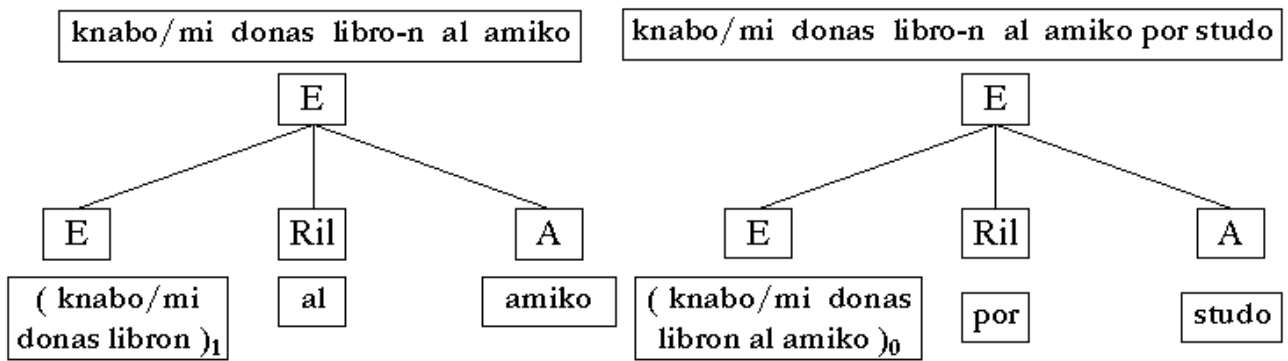 knabo/mi donas libro-n al amiko
E
E Ril A
( knabo/mi
donas libron )₁
al
amiko
knabo/mi donas libro-n al amiko por studo
E
E Ril A
( knabo/mi donas
libron al amiko )₀
por
studo